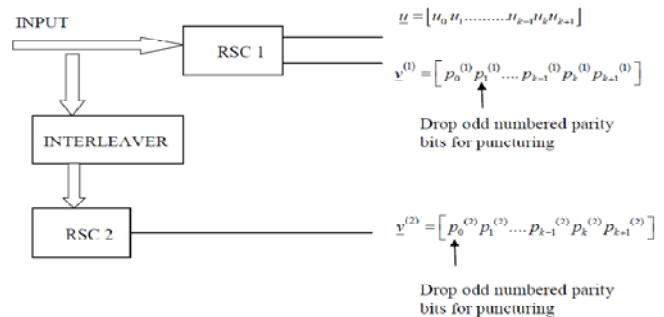 INPUT
RSC 1
u = [u₀ u₁ .......... uₖ₋₁ uₖ uₖ₊₁]
v⁽¹⁾ = [p₀⁽¹⁾ p₁⁽¹⁾ .... pₖ₋₁⁽¹⁾ pₖ⁽¹⁾ pₖ₊₁⁽¹⁾]
Drop odd numbered parity
bits for puncturing
INTERLEAVER
RSC 2
v⁽²⁾ = [p₀⁽²⁾ p₁⁽²⁾ .... pₖ₋₁⁽²⁾ pₖ⁽²⁾ pₖ₊₁⁽²⁾]
Drop odd numbered parity
bits for puncturing